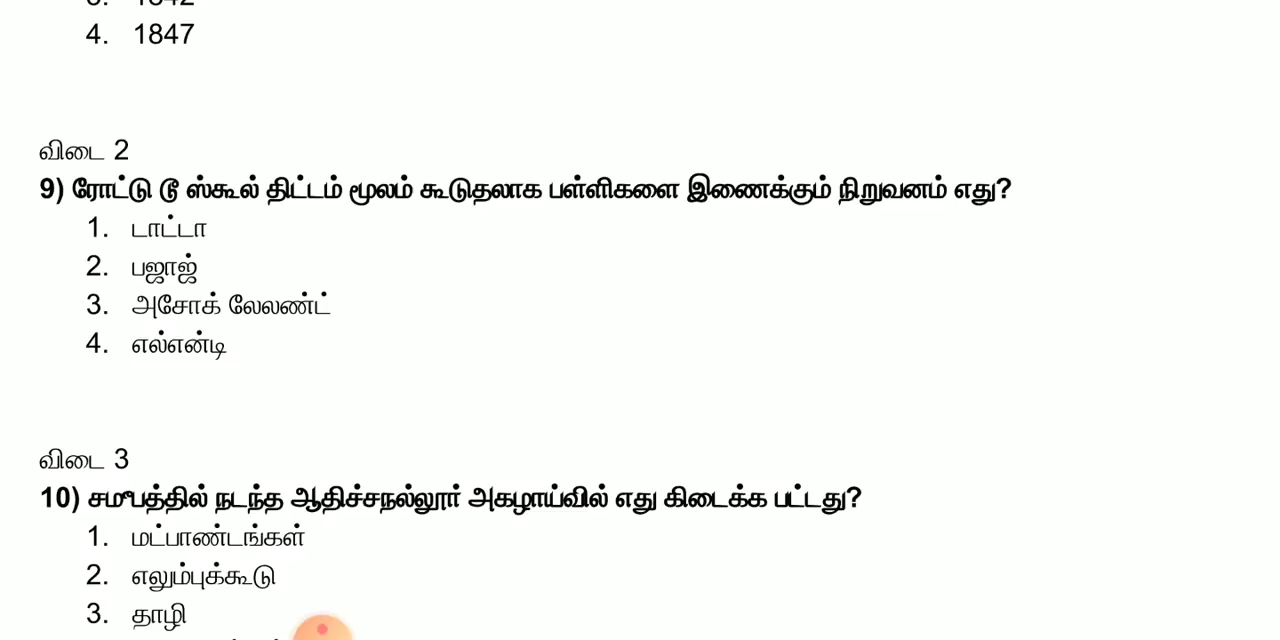 4. 1847
விடை 2
9) ரோட்டு டூ ஸ்கூல் திட்டம் மூலம் கூடுதலாக பள்ளிகளை இணைக்கும் நிறுவனம் எது?
1. டாட்டா
2. பஜாஜ்
3. அசோக் லேலண்ட்
4. எல்என்டி
விடை 3
10) சமீபத்தில் நடந்த ஆதிச்சநல்லூர் அகழாய்வில் எது கிடைக்க பட்டது?
1. மட்பாண்டங்கள்
2. எலும்புக்கூடு
3. தாழி